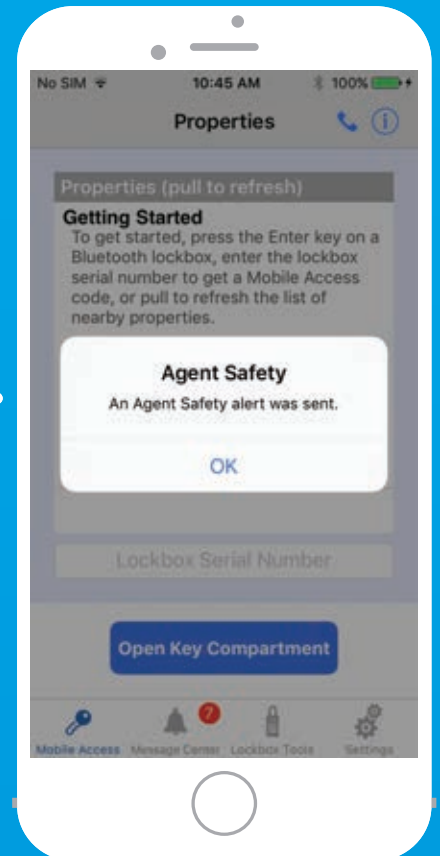 No SIM 10:45 AM 100%
Properties
Properties (pull to refresh)
Getting Started
To get started, press the Enter key on a
Bluetooth lockbox, enter the lockbox
serial number to get a Mobile Access
code, or pull to refresh the list of
nearby properties.
Agent Safety
An Agent Safety alert was sent.
OK
Lockbox Serial Number
Open Key Compartment
7
Mobile Access Message Center Lockbox Tools Settings